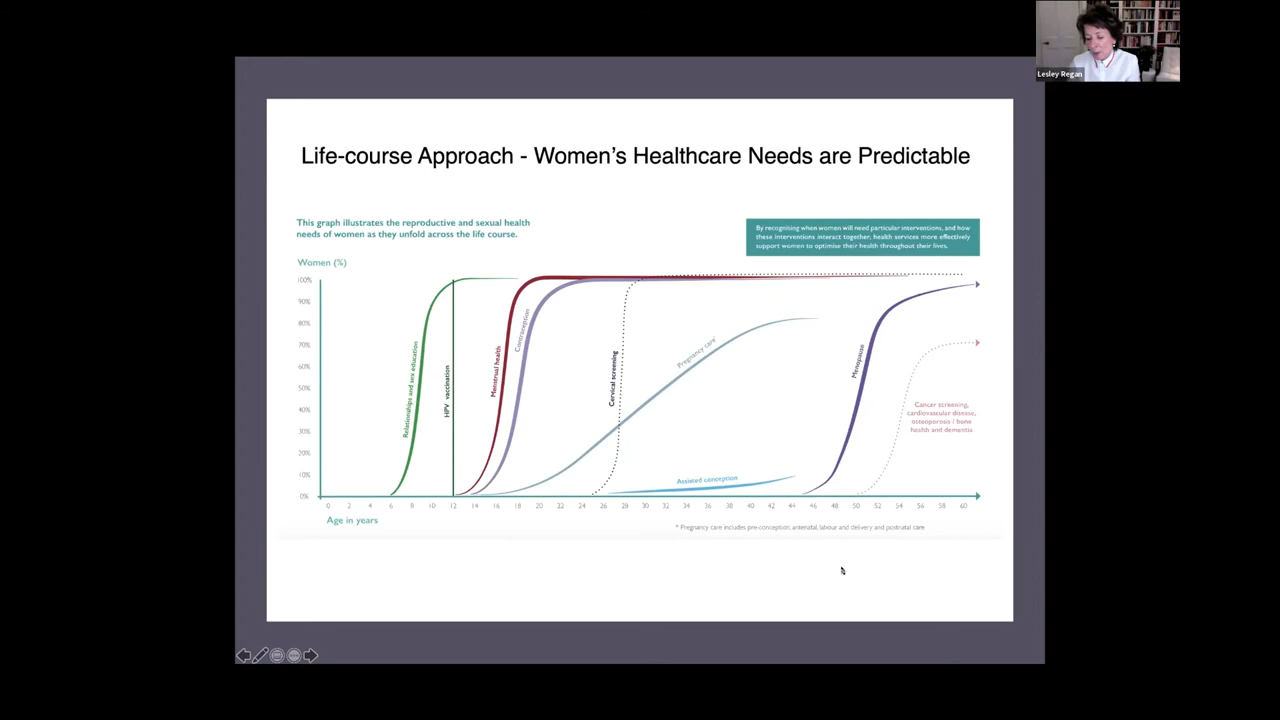 Lesley Regan
Life-course Approach - Women's Healthcare Needs are Predictable
This graph illustrates the reproductive and sexual health
needs of women as they unfold across the life course.
By recognising when women will need particular interventions, and how
these interventions interact together, health services more effectively
support women to optimise their health throughout their lives.
Women (%)
100%
90%
80%
70%
60%
50%
40%
30%
20%
10%
0%
Relationships and sex education
HPV vaccination
Menstrual health
Contraception
Cervical screening
Pregnancy care*
Assisted conception
Menopause
Cancer screening,
cardiovascular disease,
osteoporosis / bone
health and dementia
0 2 4 6 8 10 12 14 16 18 20 22 24 26 28 30 32 34 36 38 40 42 44 46 48 50 52 54 56 58 60
Age in years
* Pregnancy care includes pre-conception, antenatal, labour and delivery and postnatal care